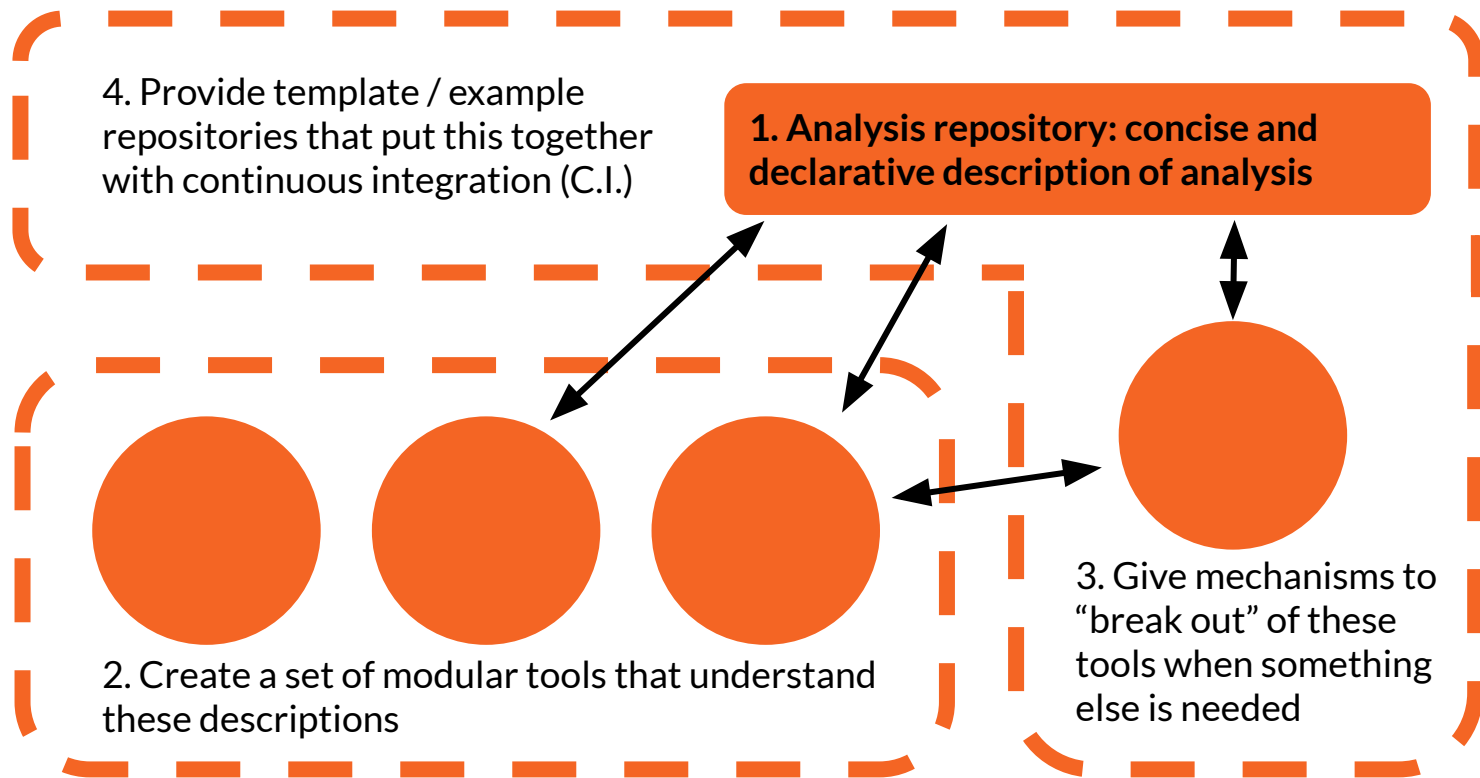 4. Provide template / example
repositories that put this together
with continuous integration (C.I.)
1. Analysis repository: concise and
declarative description of analysis
2. Create a set of modular tools that understand
these descriptions
3. Give mechanisms to
“break out” of these
tools when something
else is needed